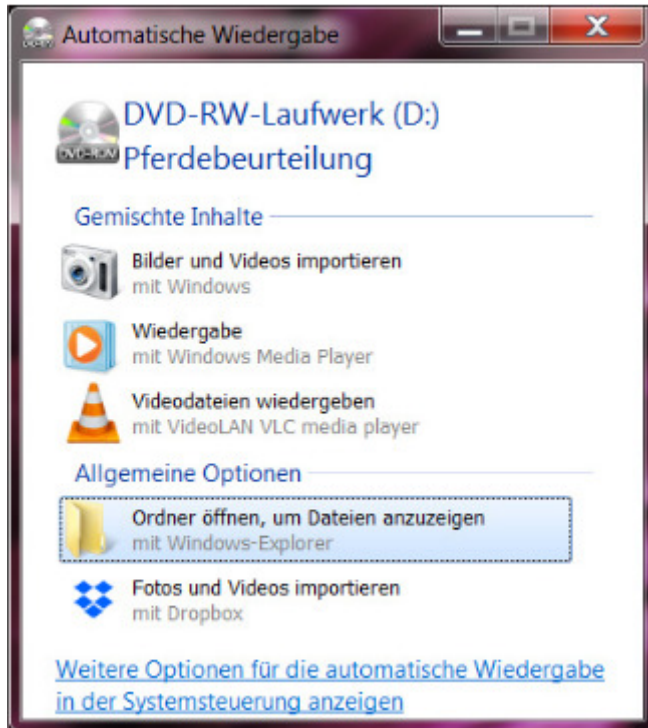 Automatische Wiedergabe
DVD-RW-Laufwerk (D:)
Pferdebeurteilung
Gemischte Inhalte
Bilder und Videos importieren
mit Windows
Wiedergabe
mit Windows Media Player
Videodateien wiedergeben
mit VideoLAN VLC media player
Allgemeine Optionen
Ordner öffnen, um Dateien anzuzeigen
mit Windows-Explorer
Fotos und Videos importieren
mit Dropbox
Weitere Optionen für die automatische Wiedergabe
in der Systemsteuerung anzeigen